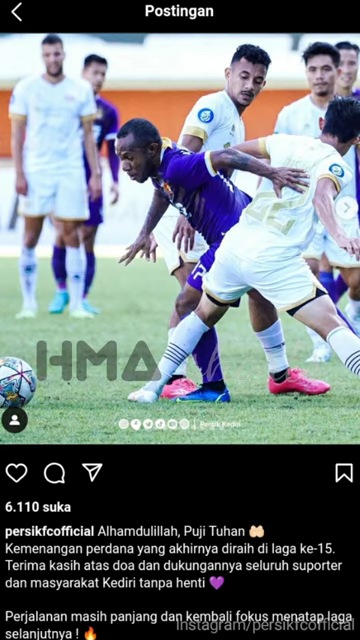 Postingan
HMA
Persik Kediri
6.110 suka
persikfcofficial Alhamdulillah, Puji Tuhan 🤲🏻
Kemenangan perdana yang akhirnya diraih di laga ke-15.
Terima kasih atas doa dan dukungannya seluruh suporter
dan masyarakat Kediri tanpa henti 💜
Perjalanan masih panjang dan kembali fokus menatap laga
selanjutnya ! 🔥
Instagram/persikfcofficial